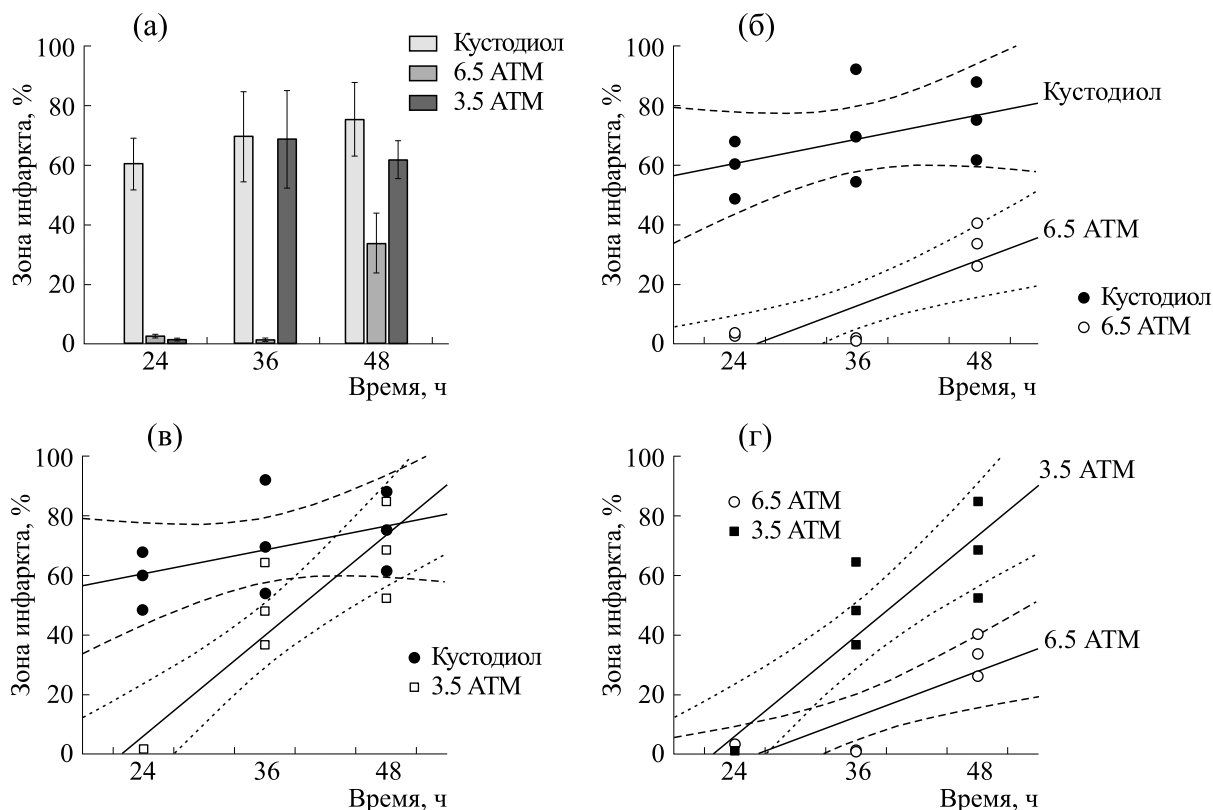 (а)
Зона инфаркта, %
100
80
60
40
20
0
24
36
48
Время, ч
Кустодиол
6.5 АТМ
3.5 АТМ
(б)
Зона инфаркта, %
100
80
60
40
20
0
24
36
48
Время, ч
Кустодиол
6.5 АТМ
Кустодиол
6.5 АТМ
(в)
Зона инфаркта, %
100
80
60
40
20
0
24
36
48
Время, ч
Кустодиол
3.5 АТМ
(г)
Зона инфаркта, %
100
80
60
40
20
0
24
36
48
Время, ч
6.5 АТМ
3.5 АТМ
3.5 АТМ
6.5 АТМ